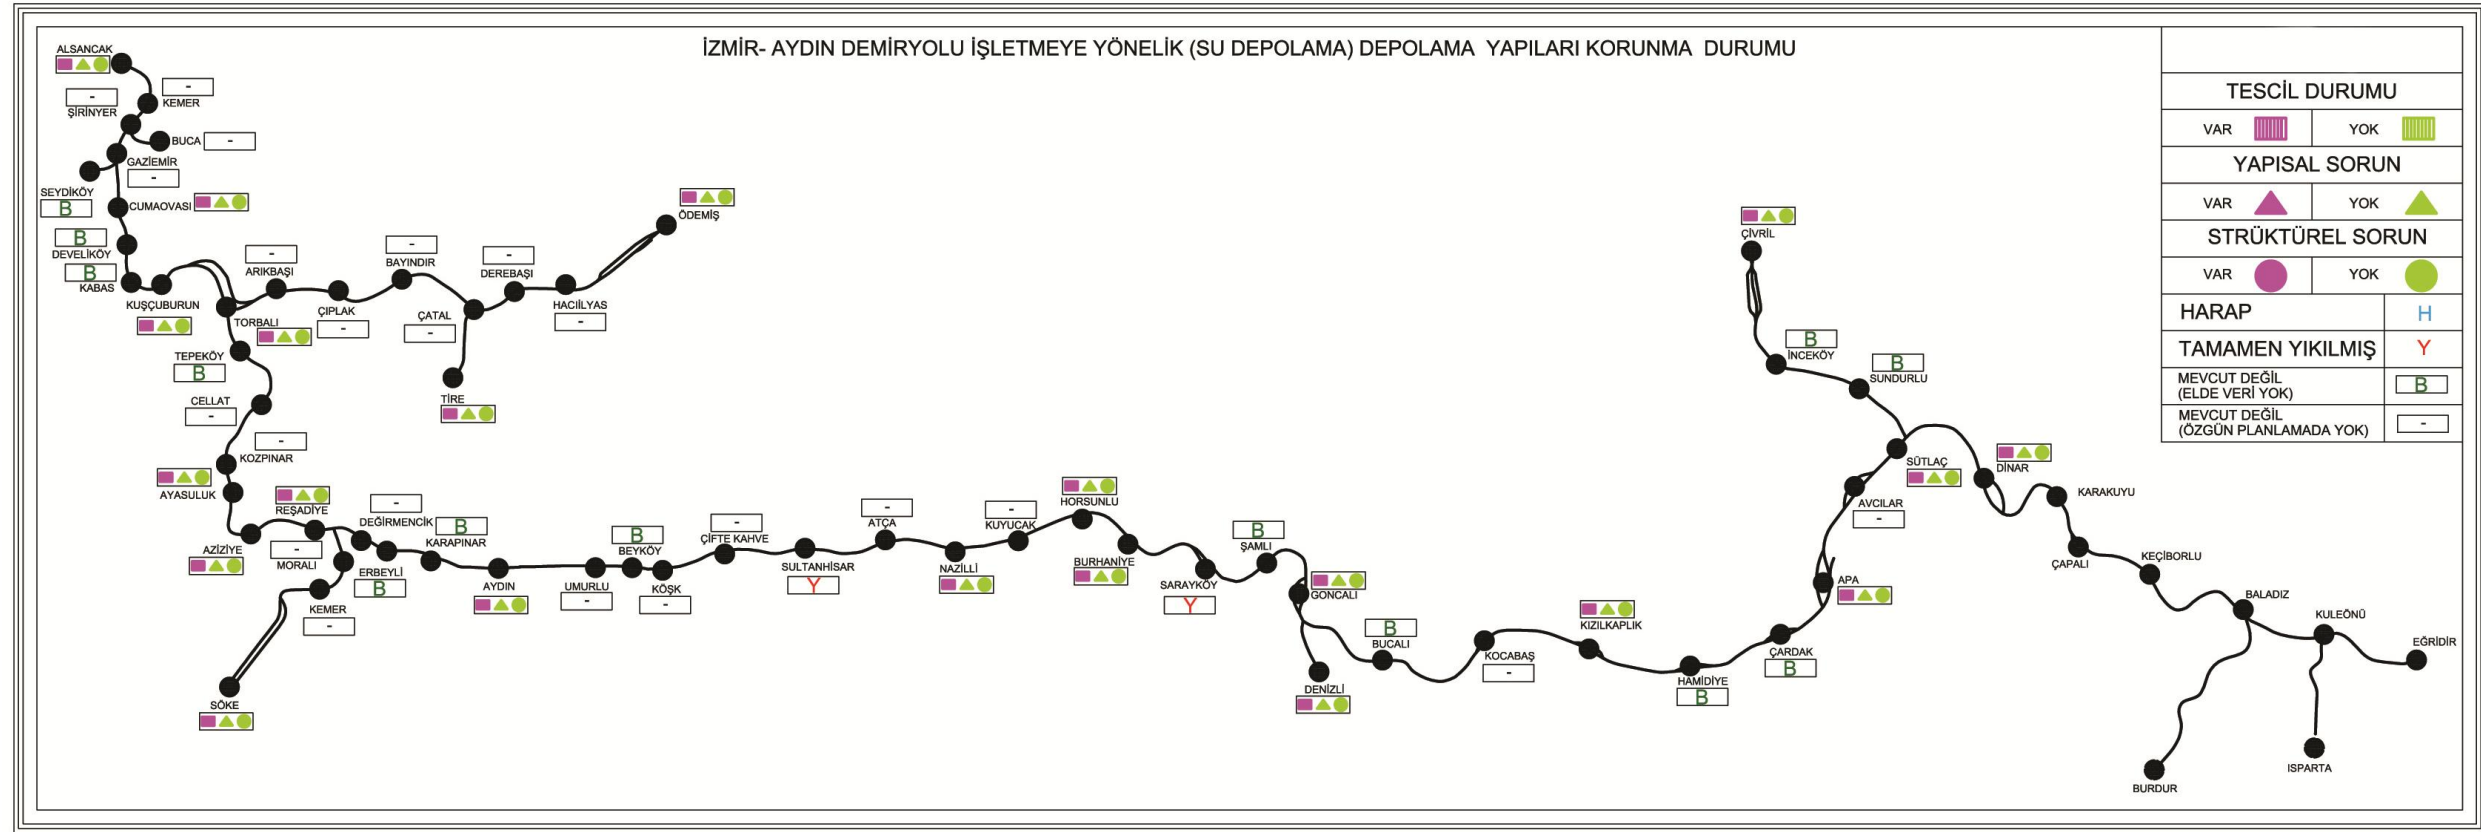 İZMİR- AYDIN DEMİRYOLU İŞLETMEYE YÖNELİK (SU DEPOLAMA) DEPOLAMA YAPILARI KORUNMA DURUMU
TESCİL DURUMU
VAR
YOK
YAPISAL SORUN
VAR
YOK
STRÜKTÜREL SORUN
VAR
YOK
HARAP
H
TAMAMEN YIKILMIŞ
Y
MEVCUT DEĞİL
(ELDE VERİ YOK)
B
MEVCUT DEĞİL
(ÖZGÜN PLANLAMADA YOK)
-
ALSANCAK
-
KEMER
-
ŞİRİNYER
BUCA
-
GAZİEMİR
-
SEYDİKÖY
B
CUMAOVASI
B
DEVELİKÖY
B
KABAS
KUŞÇUBURUN
TORBALI
-
ARIKBAŞI
ÇIPLAK
-
-
BAYINDIR
ÇATAL
-
-
DEREBAŞI
HACIİLYAS
-
ÖDEMİŞ
TİRE
TEPEKÖY
B
CELLAT
-
-
KOZPINAR
AYASULUK
AZİZİYE
REŞADİYE
-
MORALI
-
DEĞİRMENCİK
ERBEYLİ
B
KEMER
-
SÖKE
B
KARAPINAR
AYDIN
UMURLU
-
B
BEYKÖY
KÖŞK
-
-
ÇİFTE KAHVE
SULTANHİSAR
Y
-
ATÇA
NAZİLLİ
-
KUYUCAK
HORSUNLU
BURHANİYE
SARAYKÖY
Y
B
ŞAMLI
GONCALI
DENİZLİ
B
BUCALI
KOCABAŞ
-
KIZILKAPLIK
HAMİDİYE
B
ÇARDAK
B
APA
AVCILAR
-
SÜTLAÇ
B
SUNDURLU
B
İNCEKÖY
ÇİVRİL
DİNAR
KARAKUYU
ÇAPALI
KEÇİBORLU
BALADIZ
KULEÖNÜ
EĞRİDİR
ISPARTA
BURDUR